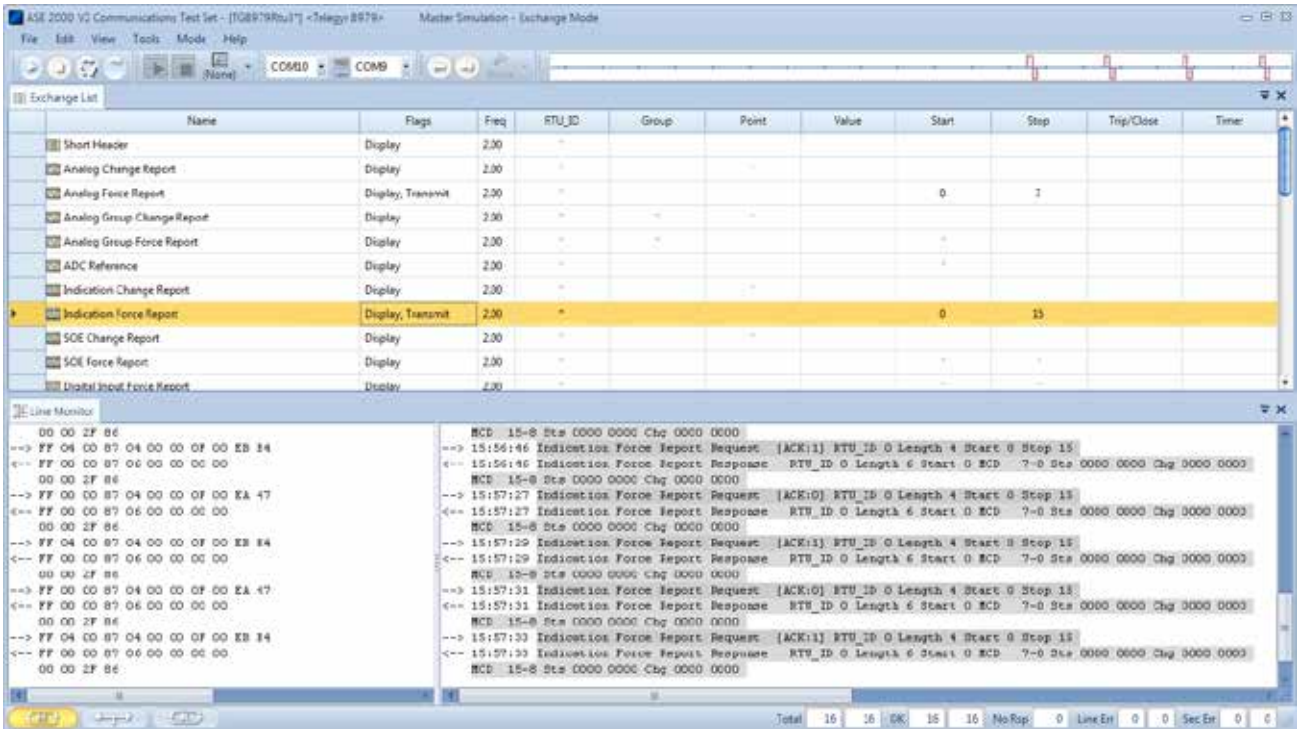 ASE 2000 V2 Communications Test Set - [TG8979Rtu3*] <Telegyr 8979> Master Simulation - Exchange Mode
File Edit View Tools Mode Help
(None) COM10 COM9
Exchange List
Name Flags Freq RTU_ID Group Point Value Start Stop Trip/Close Timer
Short Header Display 2.00
Analog Change Report Display 2.00
Analog Force Report Display, Transmit 2.00 0
Analog Group Change Report Display 2.00
Analog Group Force Report Display 2.00
ADC Reference Display 2.00
Indication Change Report Display 2.00
Indication Force Report Display, Transmit 2.00 * 0 15
SOE Change Report Display 2.00
SOE Force Report Display 2.00
Digital Input Force Report Display 2.00
Line Monitor
00 00 2F 86
--> FF 04 00 87 04 00 00 0F 00 EB 84
<-- FF 00 00 87 06 00 00 00 00
00 00 2F 86
--> FF 00 00 87 04 00 00 0F 00 EA 47
<-- FF 00 00 87 06 00 00 00 00
00 00 2F 86
--> FF 04 00 87 04 00 00 0F 00 EB 84
<-- FF 00 00 87 06 00 00 00 00
00 00 2F 86
--> FF 00 00 87 04 00 00 0F 00 EA 47
<-- FF 00 00 87 06 00 00 00 00
00 00 2F 86
--> FF 04 00 87 04 00 00 0F 00 EB 84
<-- FF 00 00 87 06 00 00 00 00
00 00 2F 86
MCD 15-8 Sts 0000 0000 Chg 0000 0000
--> 15:56:46 Indication Force Report Request [ACK:1] RTU_ID 0 Length 4 Start 0 Stop 15
<-- 15:56:46 Indication Force Report Response RTU_ID 0 Length 6 Start 0 MCD 7-0 Sts 0000 0000 Chg 0000 0000
MCD 15-8 Sts 0000 0000 Chg 0000 0000
--> 15:57:27 Indication Force Report Request [ACK:0] RTU_ID 0 Length 4 Start 0 Stop 15
<-- 15:57:27 Indication Force Report Response RTU_ID 0 Length 6 Start 0 MCD 7-0 Sts 0000 0000 Chg 0000 0000
MCD 15-8 Sts 0000 0000 Chg 0000 0000
--> 15:57:29 Indication Force Report Request [ACK:1] RTU_ID 0 Length 4 Start 0 Stop 15
<-- 15:57:29 Indication Force Report Response RTU_ID 0 Length 6 Start 0 MCD 7-0 Sts 0000 0000 Chg 0000 0000
MCD 15-8 Sts 0000 0000 Chg 0000 0000
--> 15:57:31 Indication Force Report Request [ACK:0] RTU_ID 0 Length 4 Start 0 Stop 15
<-- 15:57:31 Indication Force Report Response RTU_ID 0 Length 6 Start 0 MCD 7-0 Sts 0000 0000 Chg 0000 0000
MCD 15-8 Sts 0000 0000 Chg 0000 0000
--> 15:57:33 Indication Force Report Request [ACK:1] RTU_ID 0 Length 4 Start 0 Stop 15
<-- 15:57:33 Indication Force Report Response RTU_ID 0 Length 6 Start 0 MCD 7-0 Sts 0000 0000 Chg 0000 0000
MCD 15-8 Sts 0000 0000 Chg 0000 0000
Total 16 16 OK 16 16 No Rsp 0 Line Err 0 0 Sec Err 0 0